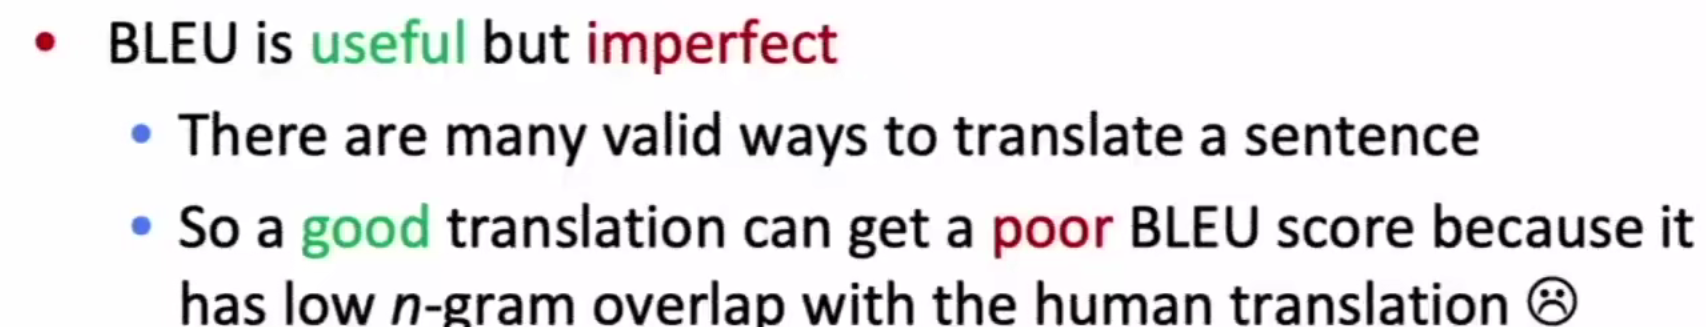 • BLEU is useful but imperfect
• There are many valid ways to translate a sentence
• So a good translation can get a poor BLEU score because it
has low n-gram overlap with the human translation ☹